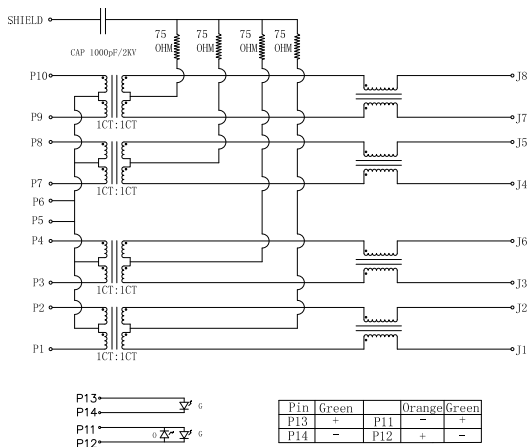 SHIELD
CAP 1000pF/2KV
75 OHM
75 OHM
75 OHM
75 OHM
P10
J8
P9
J7
1CT:1CT
P8
J5
P7
J4
1CT:1CT
P6
P5
P4
J6
P3
J3
1CT:1CT
P2
J2
P1
J1
1CT:1CT
P13
P14
G
P11
P12
O
G
Pin Green Orange Green
P13 + P11 - +
P14 - P12 + -